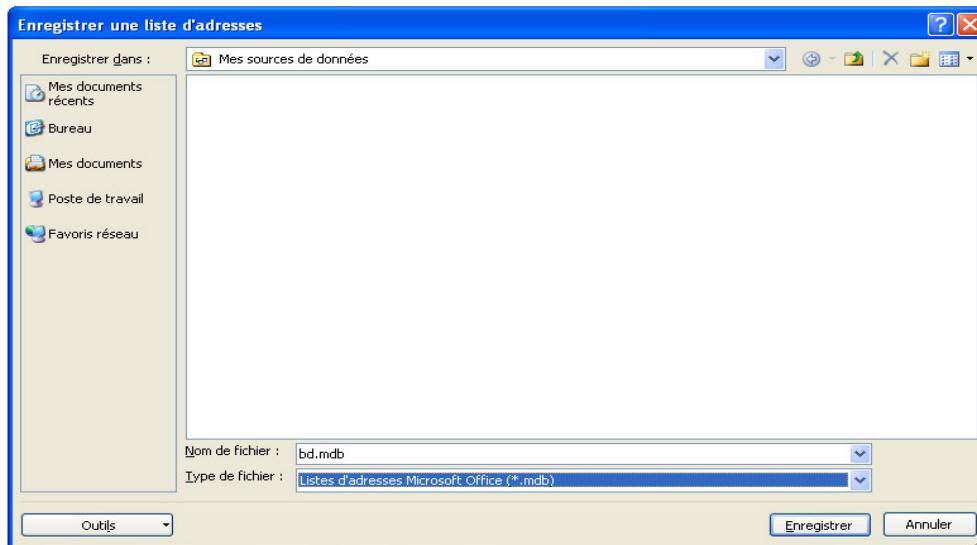 Enregistrer une liste d'adresses
Enregistrer dans :
Mes sources de données
Mes documents
récents
Bureau
Mes documents
Poste de travail
Favoris réseau
Nom de fichier :
bd.mdb
Type de fichier :
Listes d'adresses Microsoft Office (*.mdb)
Outils
Enregistrer
Annuler